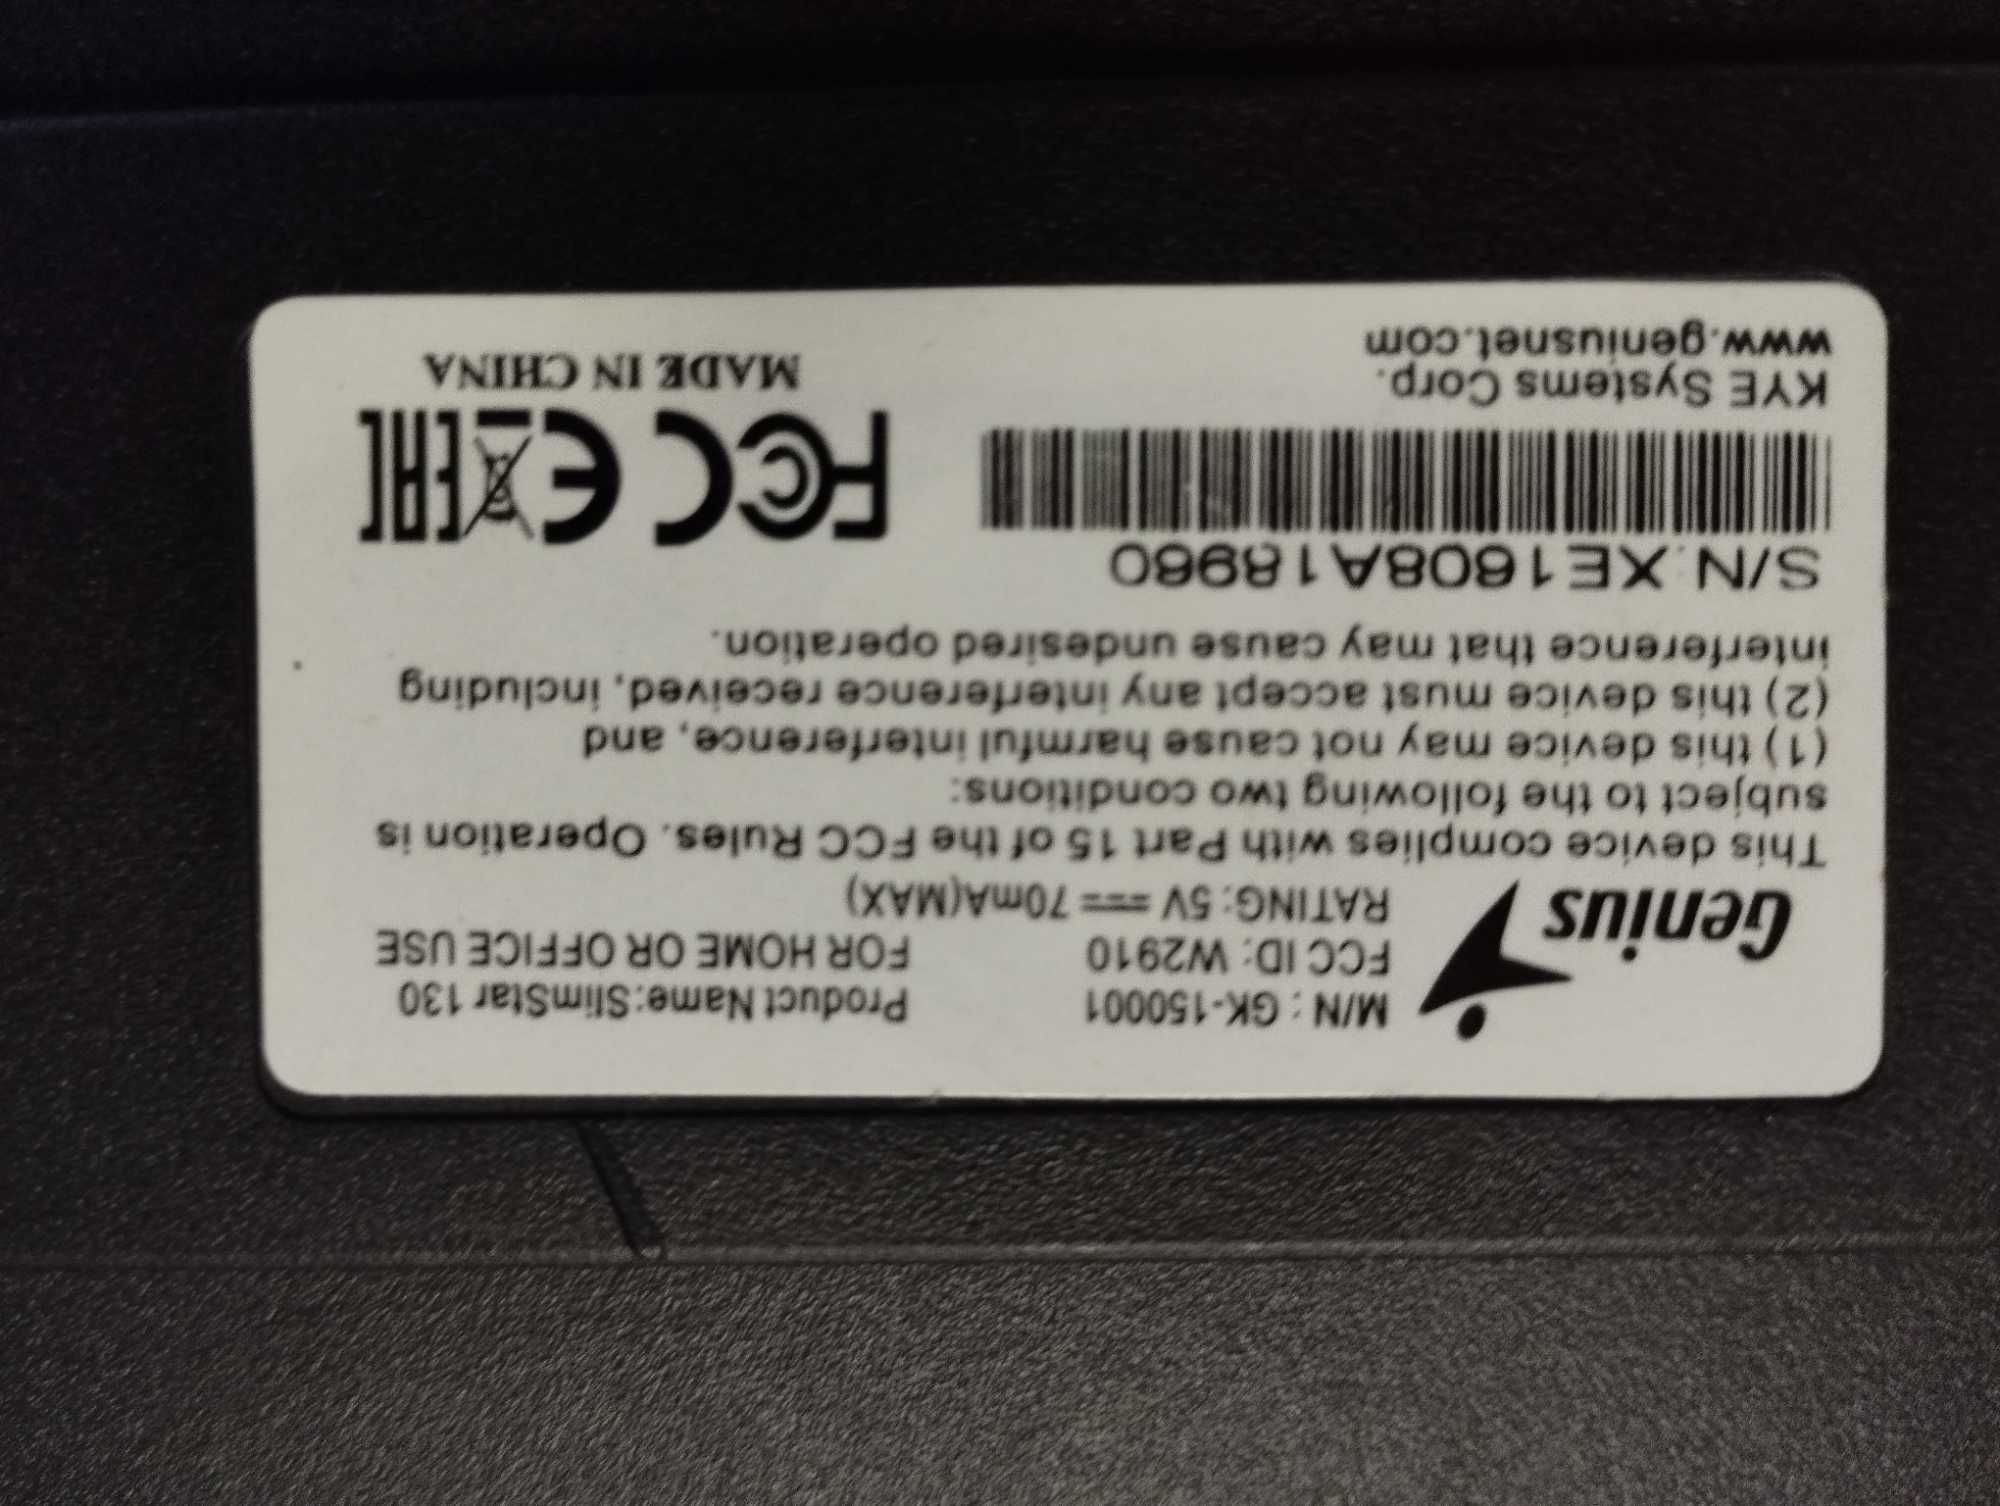 Genius
M/N : GK-150001 Product Name:SlimStar 130
FCC ID: W2910 FOR HOME OR OFFICE USE
RATING: 5V ⎓ 70mA(MAX)
This device complies with Part 15 of the FCC Rules. Operation is
subject to the following two conditions:
(1) this device may not cause harmful interference, and
(2) this device must accept any interference received, including
interference that may cause undesired operation.
S/N:XE1608A18960
FCC CE EAC
KYE Systems Corp.
MADE IN CHINA
www.geniusnet.com